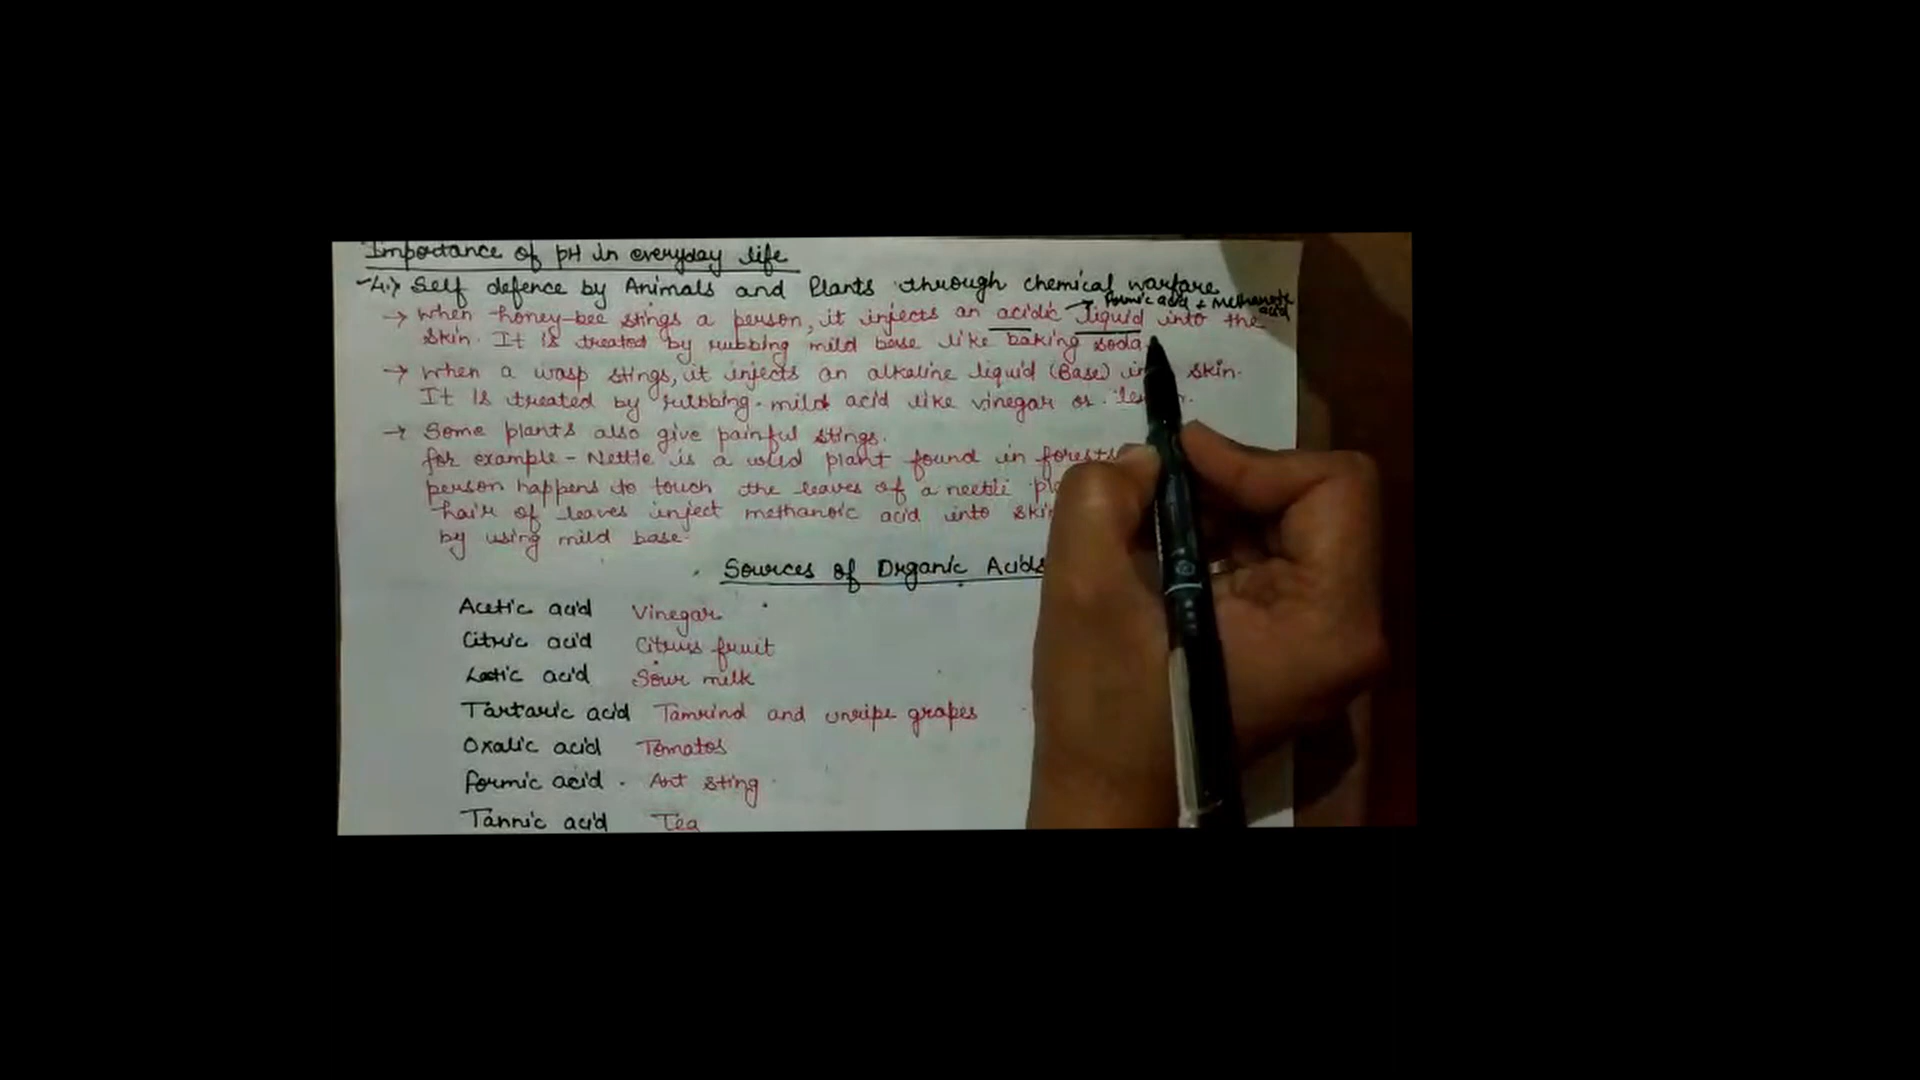 Importance of pH in everyday life
4.) Self defence by Animals and Plants through chemical warfare
Formic acid + Methanoic acid
→ When honey-bee stings a person, it injects an acidic liquid into the
skin. It is treated by rubbing mild base like baking soda
→ When a wasp stings, it injects an alkaline liquid (Base) in skin.
It is treated by rubbing mild acid like vinegar or
→ Some plants also give painful stings.
for example - Nettle is a wild plant found in forests
person happens to touch the leaves of a neetli
hair of leaves inject methanoic acid into
by using mild base.
Sources of Organic Acids
Acetic acid Vinegar
Citric acid Citrus fruit
Lactic acid Sour milk
Tartaric acid Tamrind and unripe grapes
Oxalic acid Tomatos
formic acid Ant sting
Tannic acid Tea